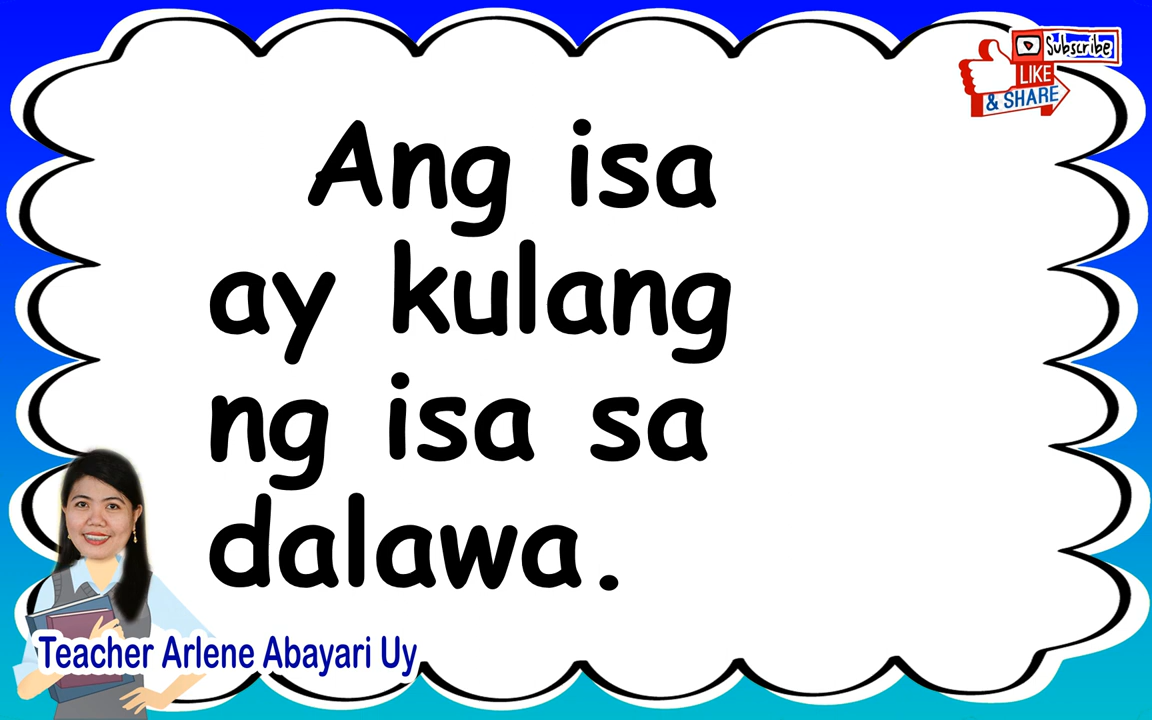 Subscribe
LIKE
& SHARE
Ang isa
ay kulang
ng isa sa
dalawa.
Teacher Arlene Abayari Uy